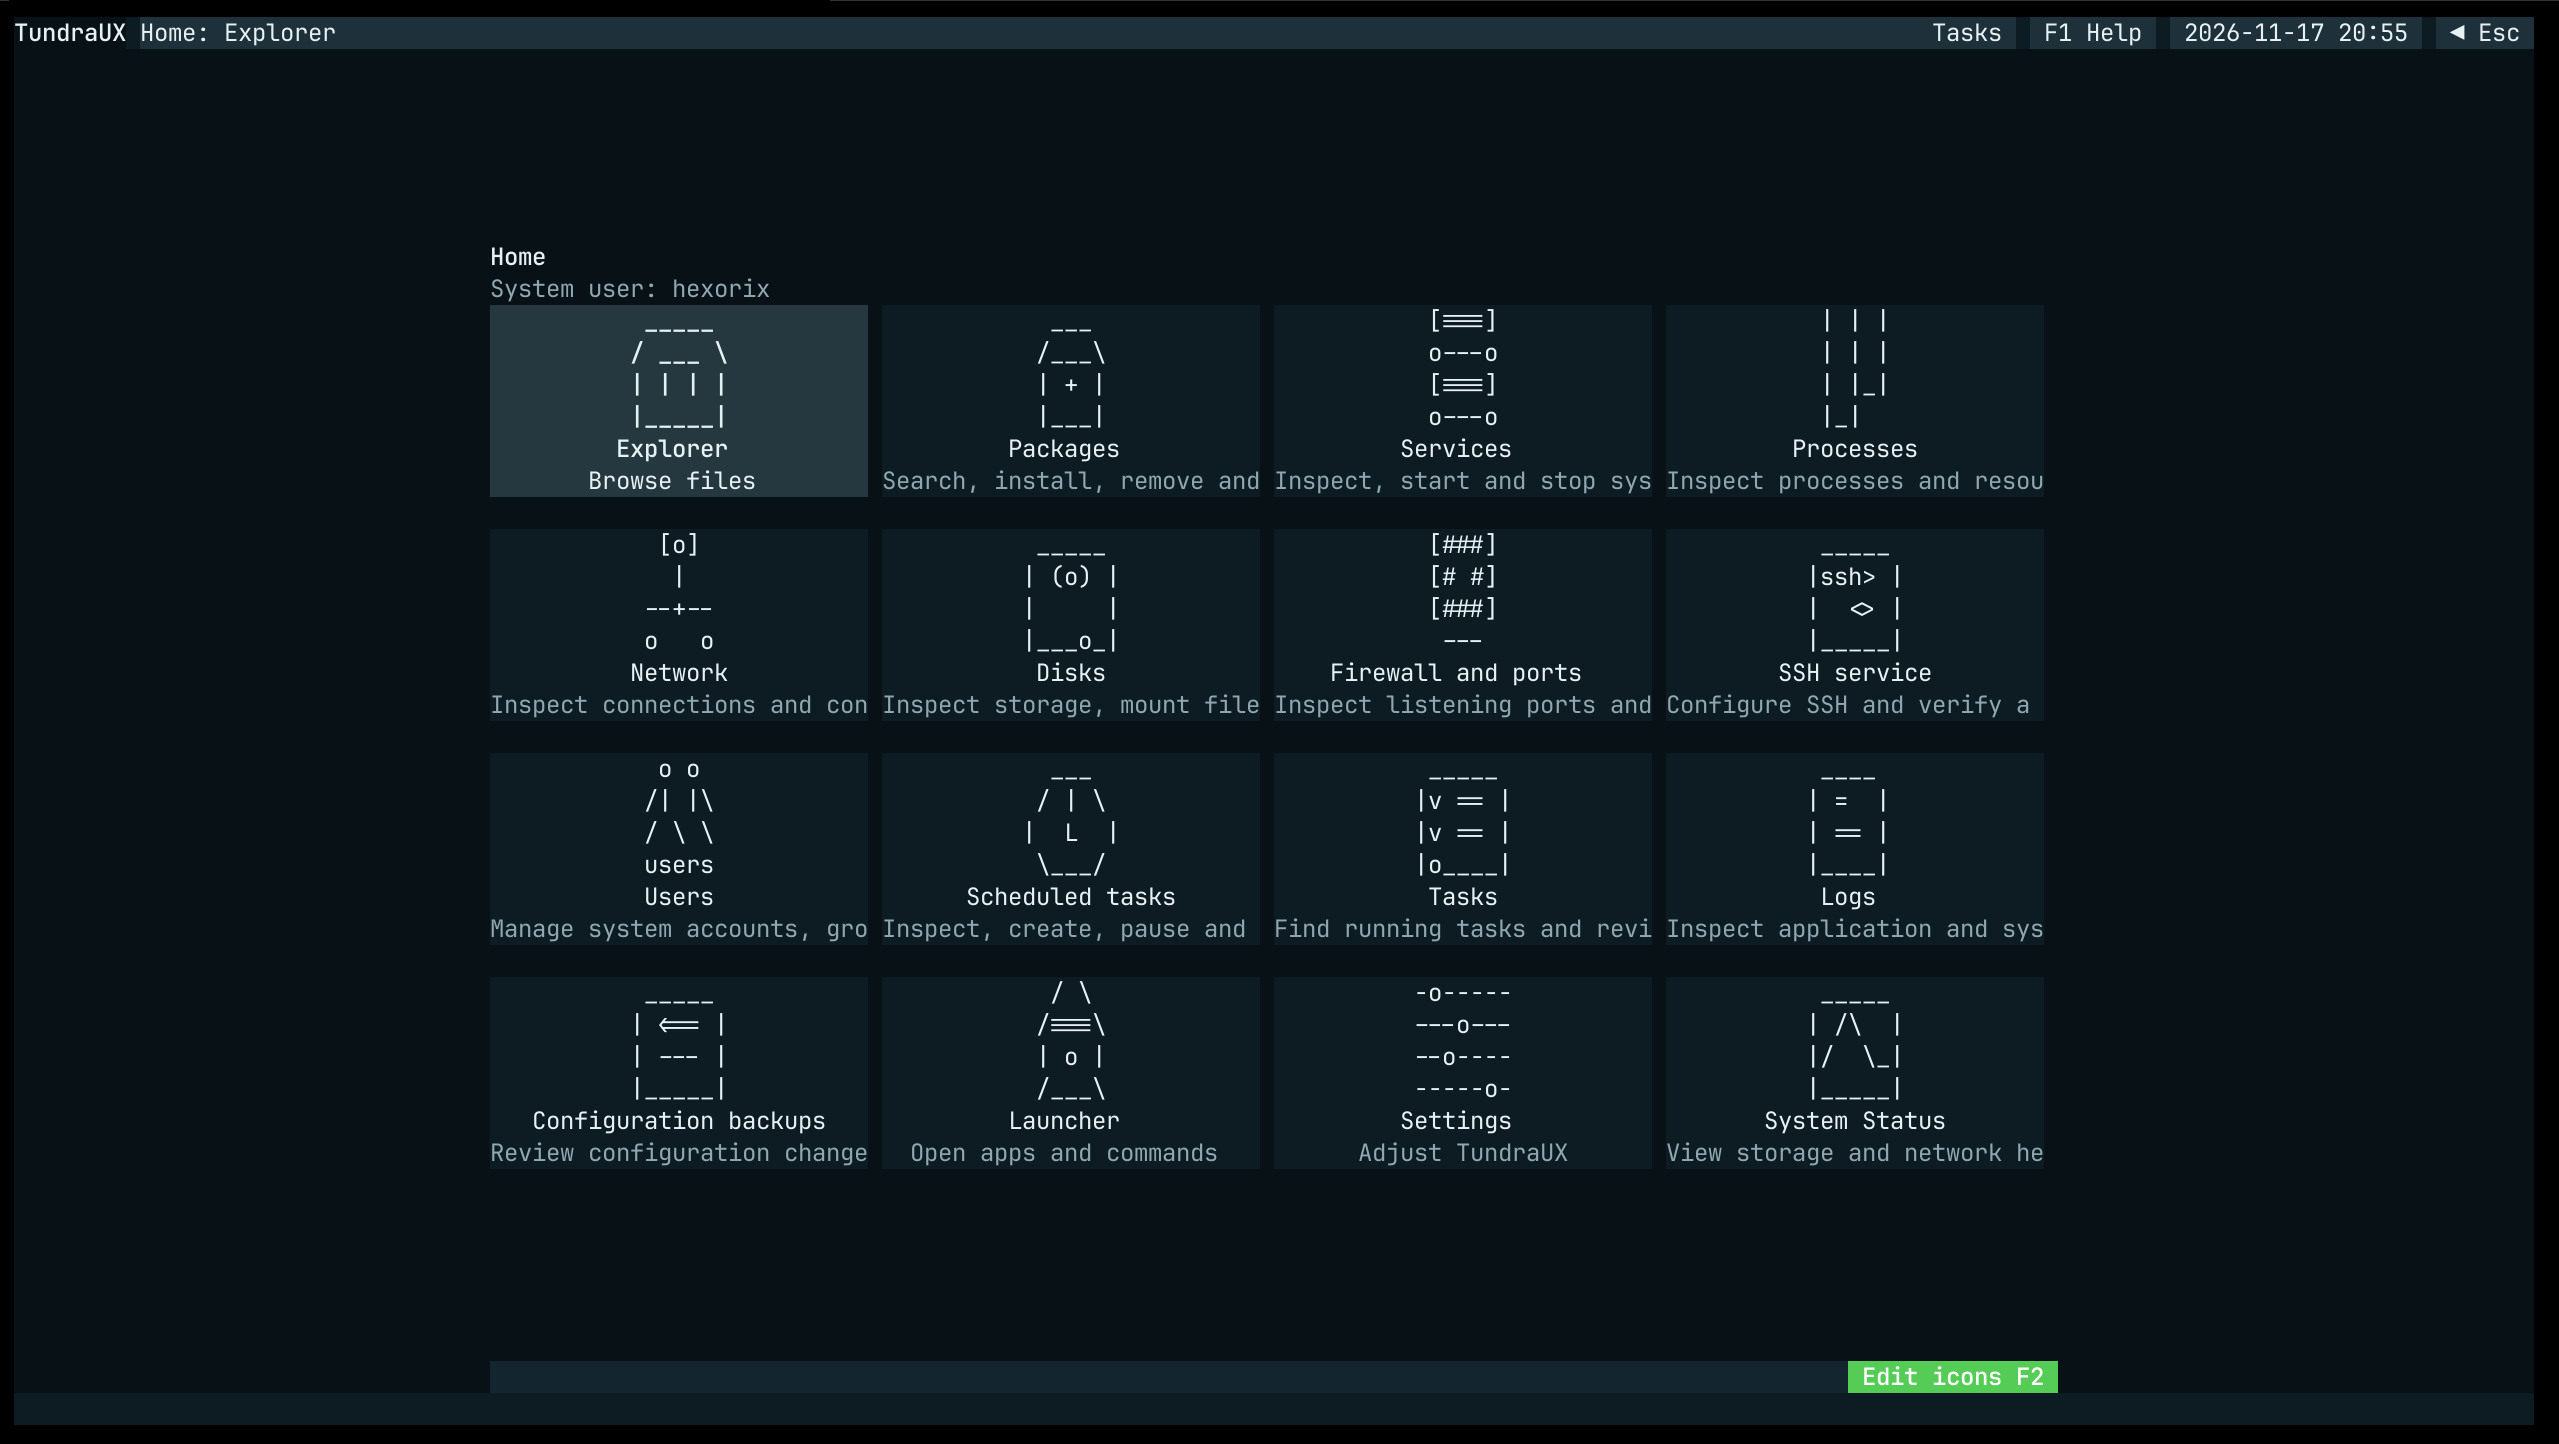 TundraUX Home: Explorer Tasks F1 Help 2026-11-17 20:55 ◄ Esc
Home
System user: hexorix
Explorer
Browse files
Packages
Search, install, remove and
Services
Inspect, start and stop sys
Processes
Inspect processes and resou
[o]
Network
Inspect connections and con
(o)
Disks
Inspect storage, mount file
[###]
[# #]
[###]
Firewall and ports
Inspect listening ports and
ssh>
<>
SSH service
Configure SSH and verify a
users
Users
Manage system accounts, gro
L
Scheduled tasks
Inspect, create, pause and
v ==
v ==
Tasks
Find running tasks and revi
Logs
Inspect application and sys
Configuration backups
Review configuration change
Launcher
Open apps and commands
Settings
Adjust TundraUX
System Status
View storage and network he
Edit icons F2